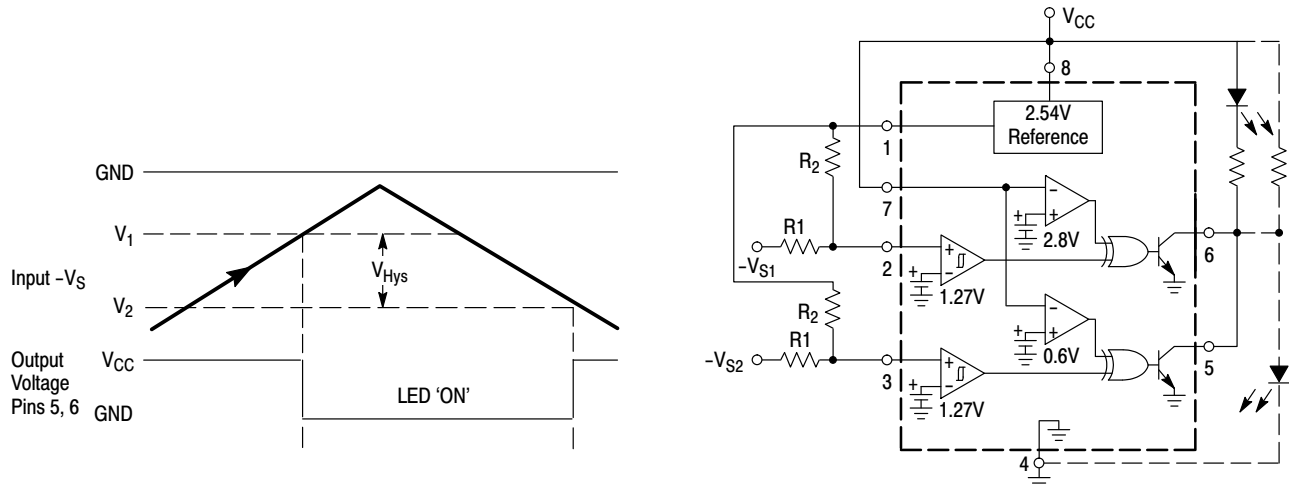 GND
V1
Input –VS
VHys
V2
Output
Voltage
Pins 5, 6
VCC
GND
LED 'ON'
VCC
8
2.54V
Reference
1
R2
7
R1
–VS1
2
1.27V
2.8V
6
R2
R1
–VS2
3
1.27V
0.6V
5
4
+
–
+
+
–
–
+
+
–
+
+
–
–
+
+